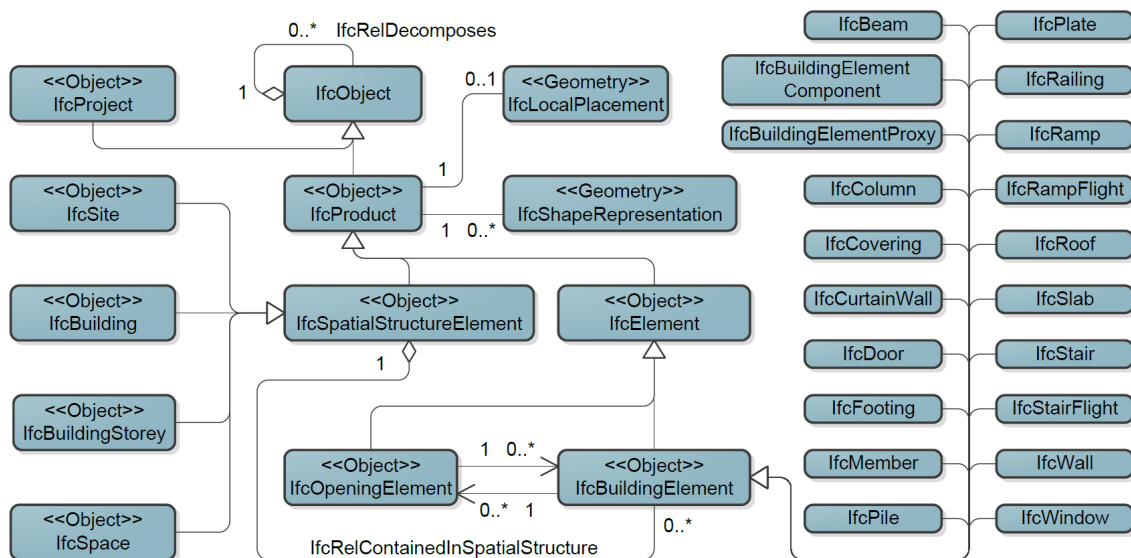 0..*
IfcRelDecomposes
1
<<Object>>
IfcProject
IfcObject
0..1
<<Geometry>>
IfcLocalPlacement
1
<<Object>>
IfcSite
<<Object>>
IfcProduct
1 0..*
<<Geometry>>
IfcShapeRepresentation
<<Object>>
IfcBuilding
<<Object>>
IfcSpatialStructureElement
<<Object>>
IfcElement
1
<<Object>>
IfcBuildingStorey
<<Object>>
IfcOpeningElement
1 0..*
0..* 1
<<Object>>
IfcBuildingElement
0..*
<<Object>>
IfcSpace
IfcRelContainedInSpatialStructure
IfcBeam
IfcPlate
IfcBuildingElement
Component
IfcRailing
IfcBuildingElementProxy
IfcRamp
IfcColumn
IfcRampFlight
IfcCovering
IfcRoof
IfcCurtainWall
IfcSlab
IfcDoor
IfcStair
IfcFooting
IfcStairFlight
IfcMember
IfcWall
IfcPile
IfcWindow